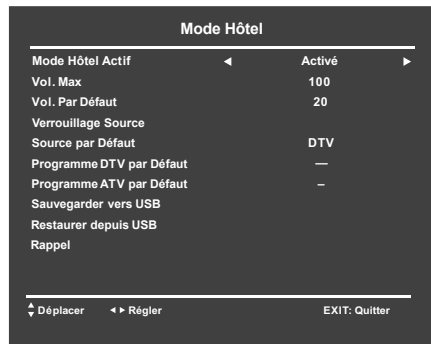 Mode Hôtel
Mode Hôtel Actif ◀ Activé ▶
Vol. Max 100
Vol. Par Défaut 20
Verrouillage Source
Source par Défaut DTV
Programme DTV par Défaut —
Programme ATV par Défaut –
Sauvegarder vers USB
Restaurer depuis USB
Rappel
Déplacer ◀ ▶ Régler EXIT: Quitter